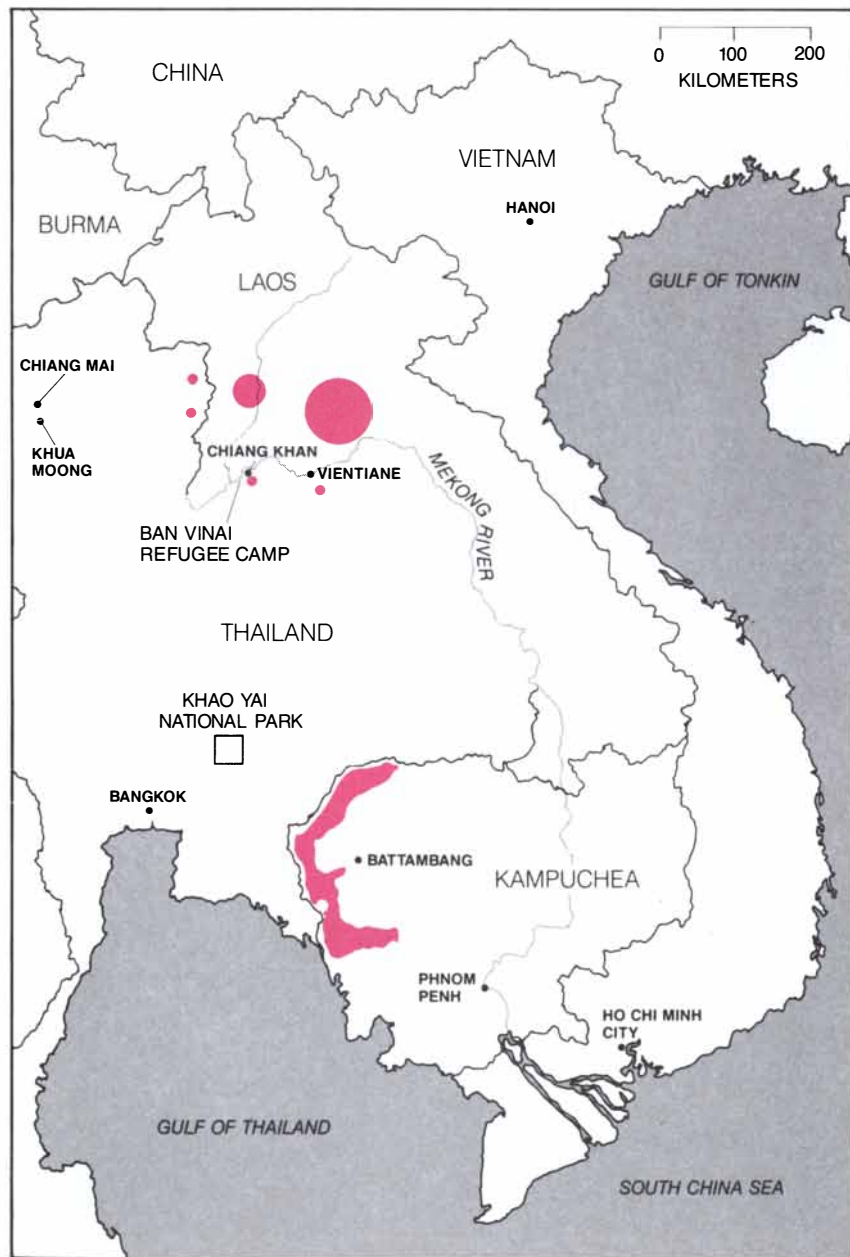 0 100 200
KILOMETERS
CHINA
VIETNAM
HANOI
BURMA
LAOS
GULF OF TONKIN
CHIANG MAI
KHUA
MOONG
CHIANG KHAN
VIENTIANE
MEKONG RIVER
BAN VINAI
REFUGEE CAMP
THAILAND
KHAO YAI
NATIONAL PARK
BANGKOK
BATTAMBANG
KAMPUCHEA
PHNOM
PENH
HO CHI MINH
CITY
GULF OF THAILAND
SOUTH CHINA SEA